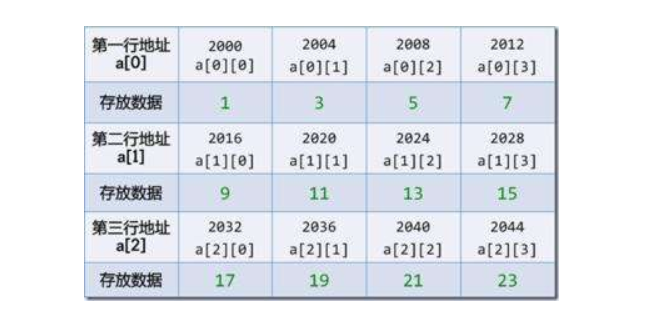 第一行地址 2000 2004 2008 2012
a[0] a[0][0] a[0][1] a[0][2] a[0][3]
存放数据 1 3 5 7
第二行地址 2016 2020 2024 2028
a[1] a[1][0] a[1][1] a[1][2] a[1][3]
存放数据 9 11 13 15
第三行地址 2032 2036 2040 2044
a[2] a[2][0] a[2][1] a[2][2] a[2][3]
存放数据 17 19 21 23